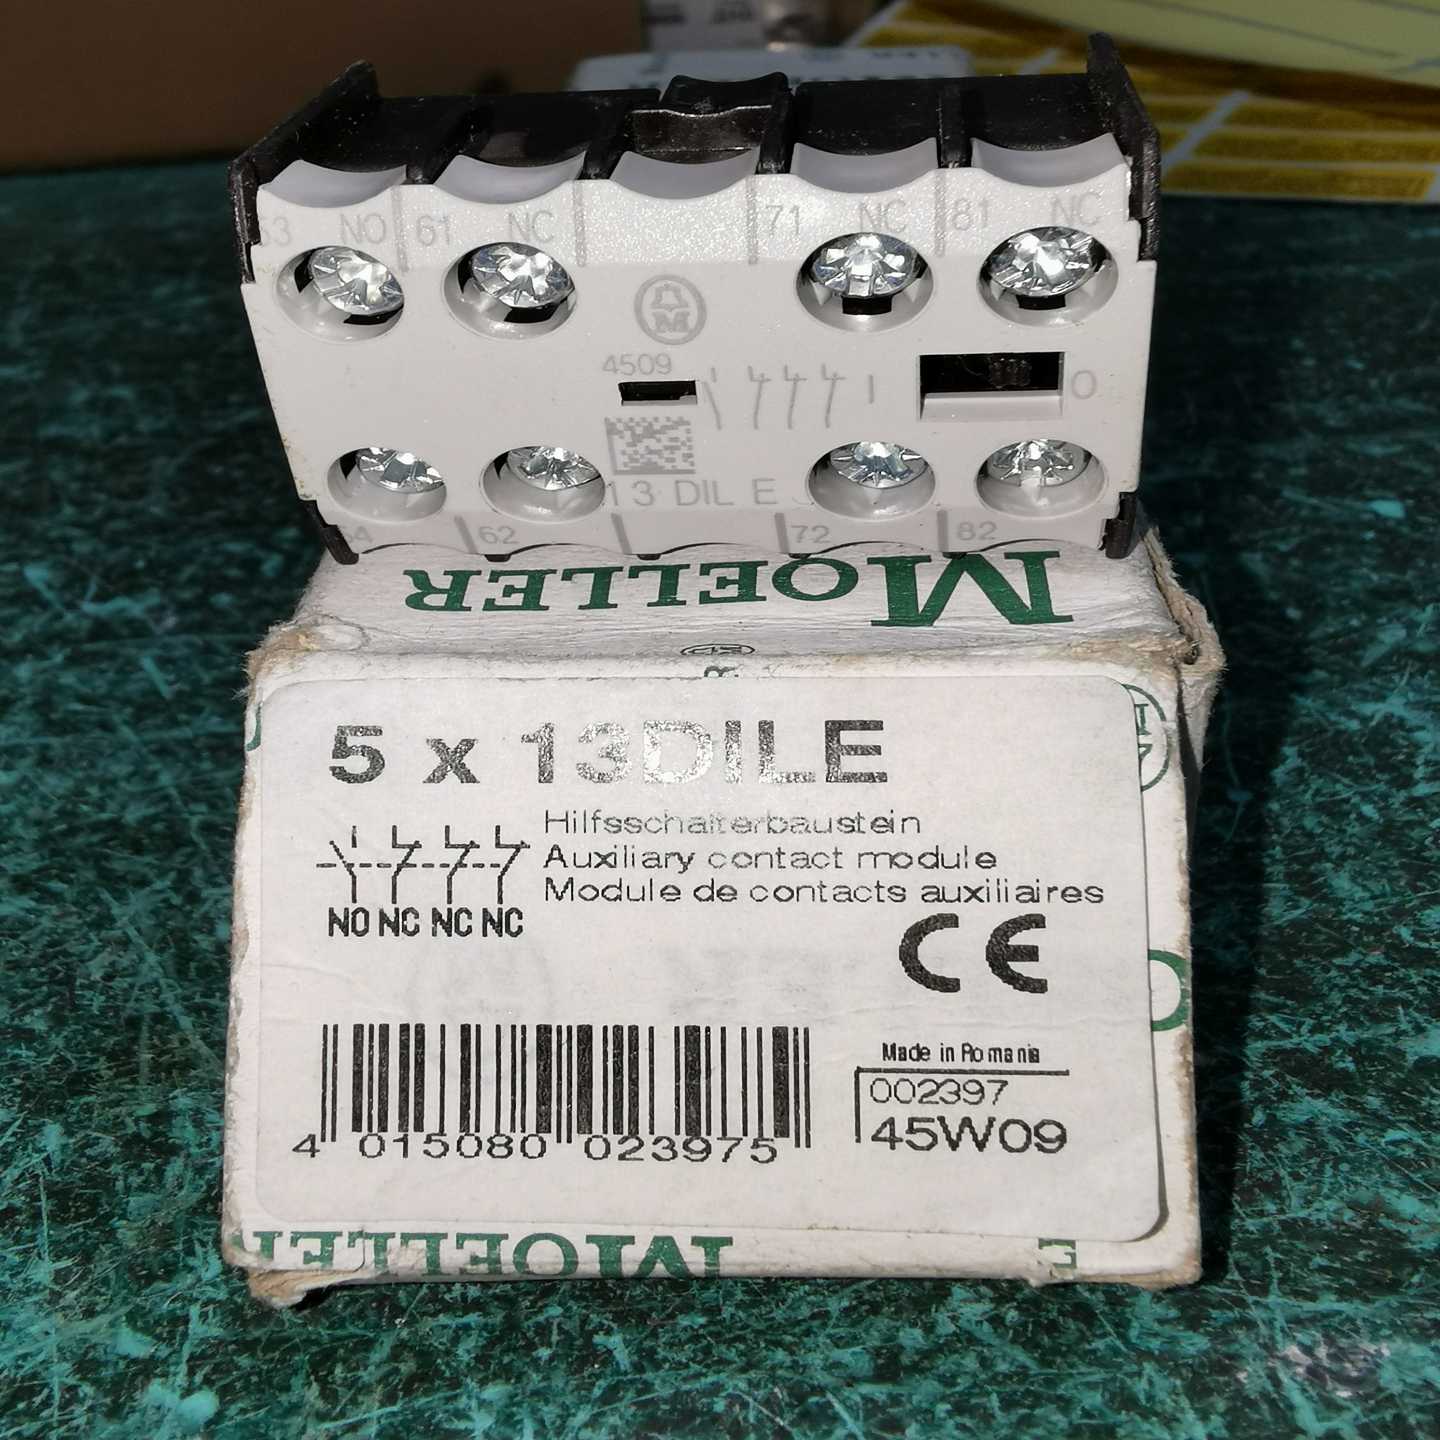 53 NO 61 NC 71 NC 81 NC
M
4509
I O
13 DIL E
54 62 72 82
MOELLER
5 x 13DILE
Hilfsschalterbaustein
Auxiliary contact module
Module de contacts auxiliaires
NO NC NC NC
CE
Made in Romania
002397
45W09
4 015080 023975
MOELLER